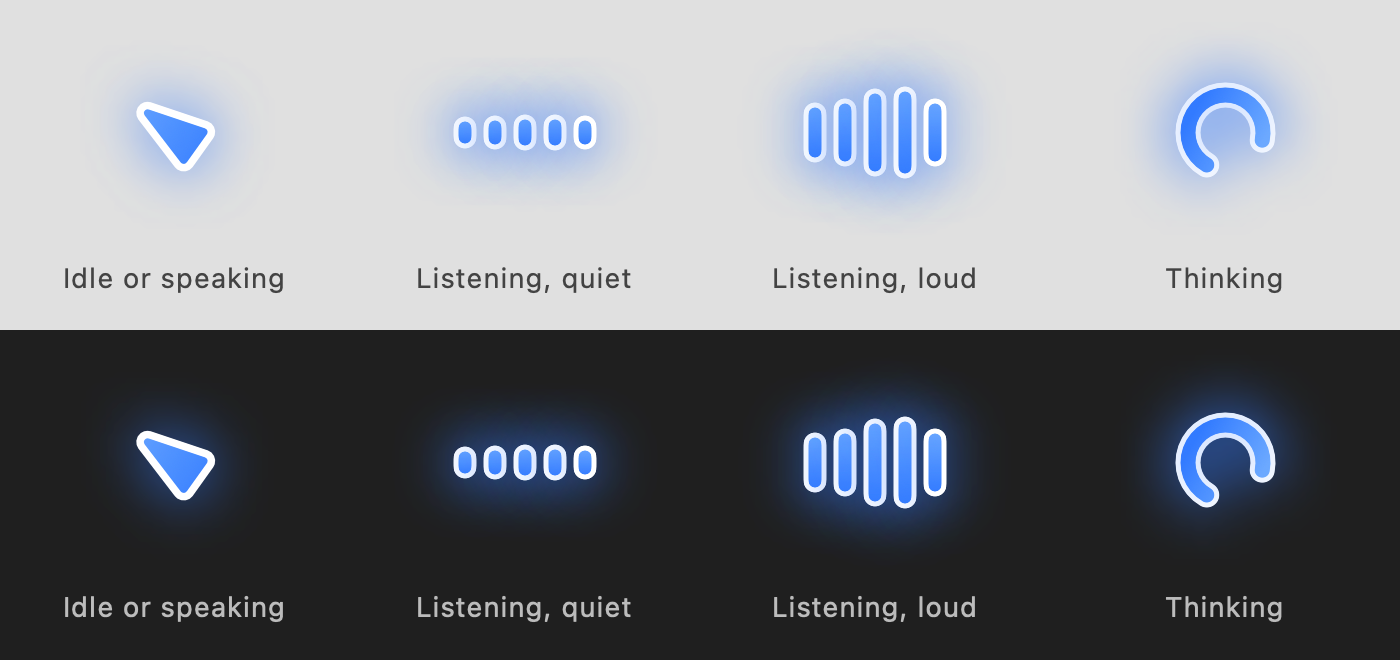 Idle or speaking
Listening, quiet
Listening, loud
Thinking
Idle or speaking
Listening, quiet
Listening, loud
Thinking